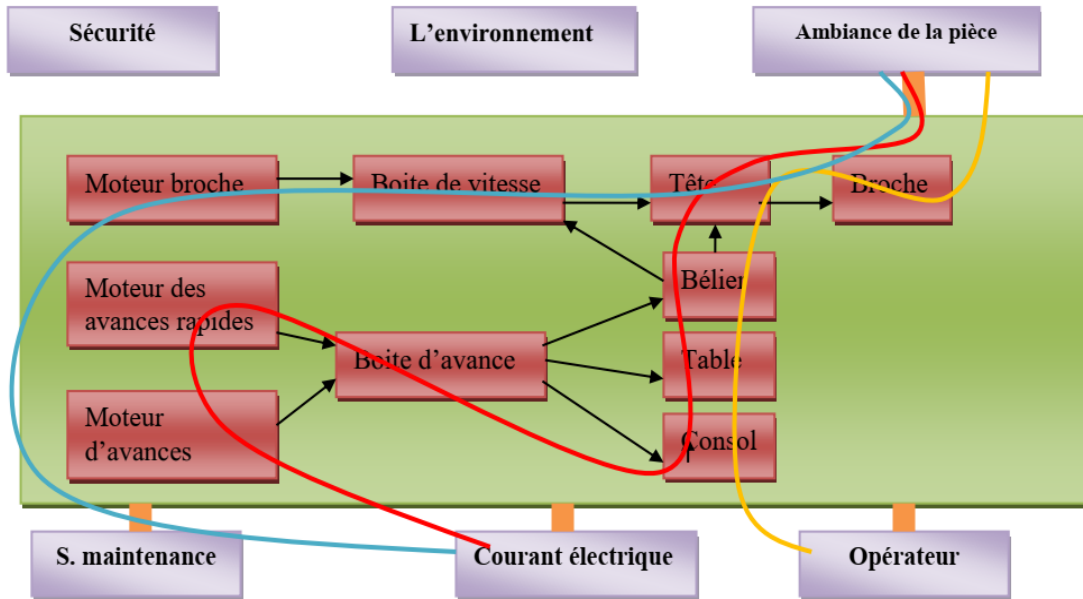 Sécurité
L'environnement
Ambiance de la pièce
Moteur broche
Boite de vitesse
Tête
Broche
Moteur des
avances rapides
Bélier
Boite d'avance
Table
Moteur
d'avances
Consol
S. maintenance
Courant électrique
Opérateur